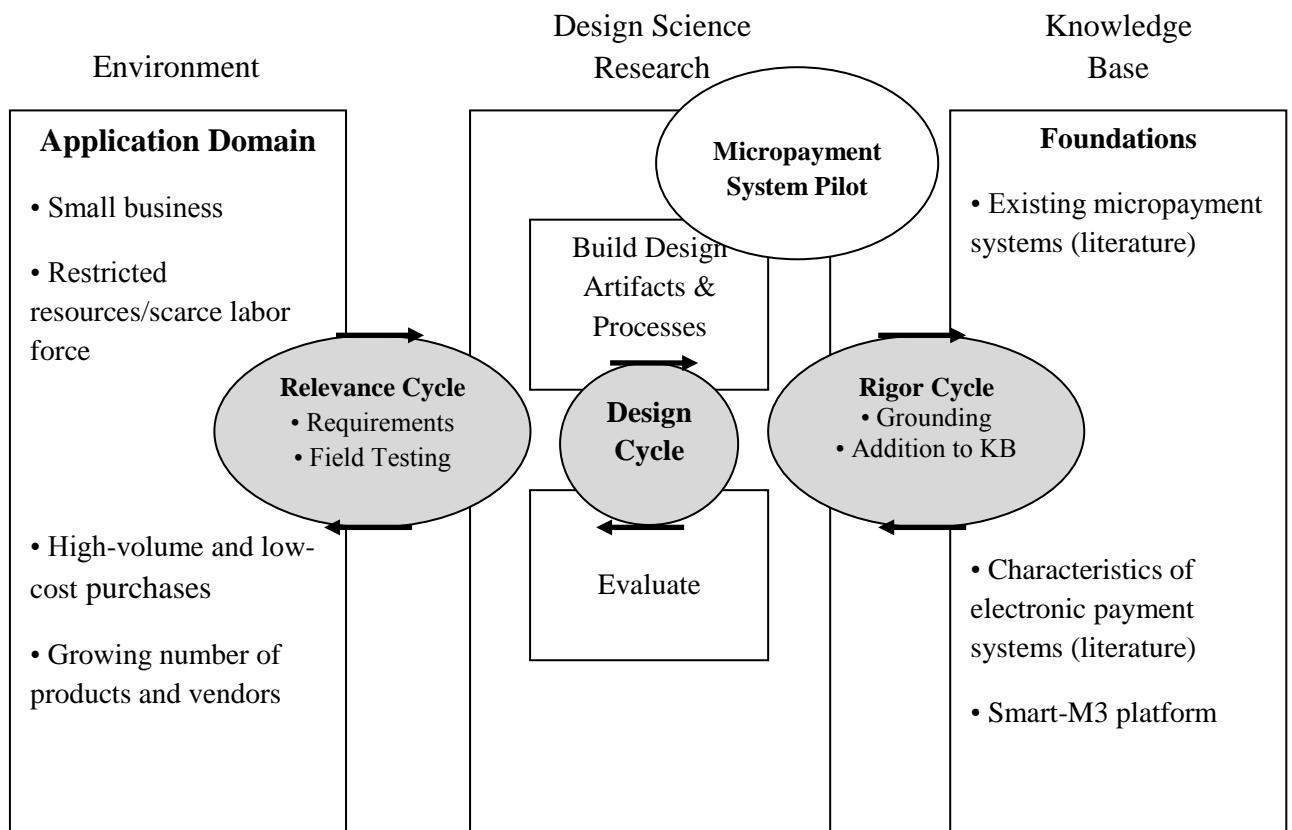 Environment
Design Science
Research
Knowledge
Base
Application Domain
• Small business
• Restricted
resources/scarce labor
force
• High-volume and low-
cost purchases
• Growing number of
products and vendors
Relevance Cycle
• Requirements
• Field Testing
Micropayment
System Pilot
Build Design
Artifacts &
Processes
Design
Cycle
Evaluate
Rigor Cycle
• Grounding
• Addition to KB
Foundations
• Existing micropayment
systems (literature)
• Characteristics of
electronic payment
systems (literature)
• Smart-M3 platform